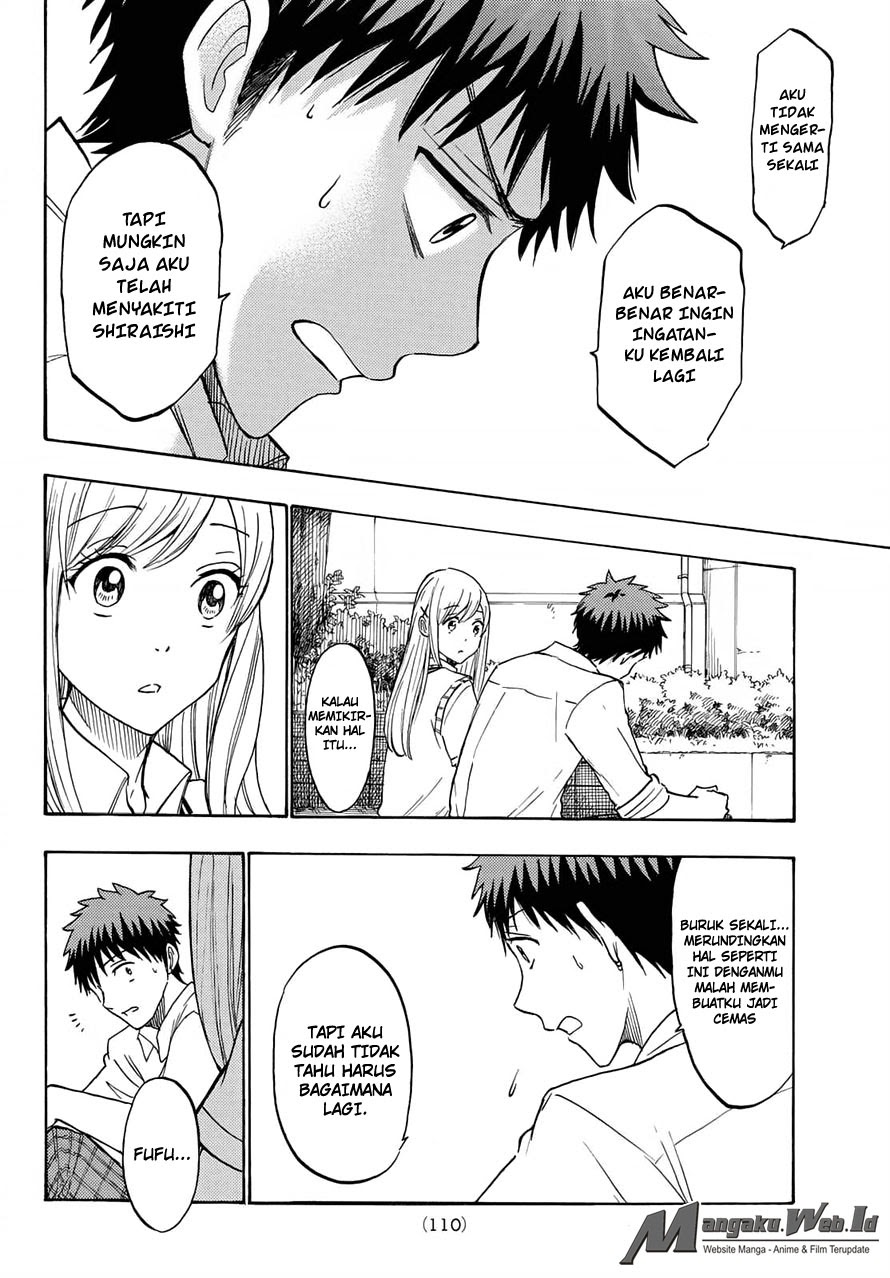 AKU
TIDAK
MENGER-
TI SAMA
SEKALI
AKU BENAR-
BENAR INGIN
INGATAN-
KU KEMBALI
LAGI
TAPI
MUNGKIN
SAJA AKU
TELAH
MENYAKITI
SHIRAISHI
KALAU
MEMIKIR-
KAN HAL
ITU...
BURUK SEKALI...
MERUNDINGKAN
HAL SEPERTI
INI DENGANMU
MALAH MEM-
BUATKU JADI
CEMAS
TAPI AKU
SUDAH TIDAK
TAHU HARUS
BAGAIMANA
LAGI.
FUFU...
(110)
Mangaku.Web.Id
Website Manga - Anime & Film Terupdate